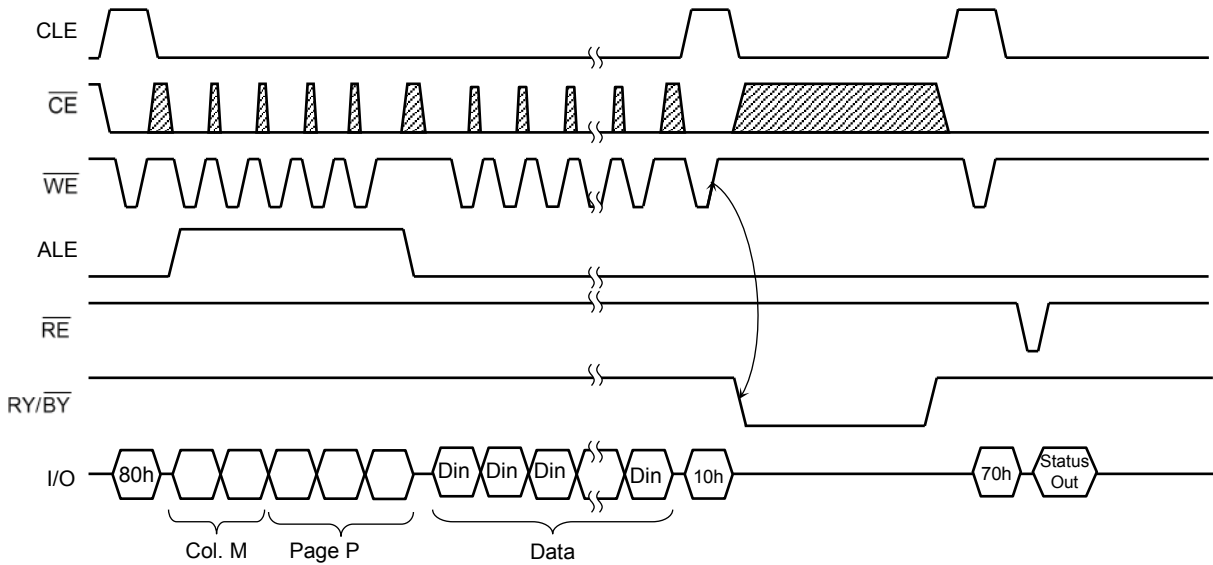 CLE
CE
WE
ALE
RE
RY/BY
I/O 80h Din Din Din Din 10h 70h Status Out
Col. M Page P Data